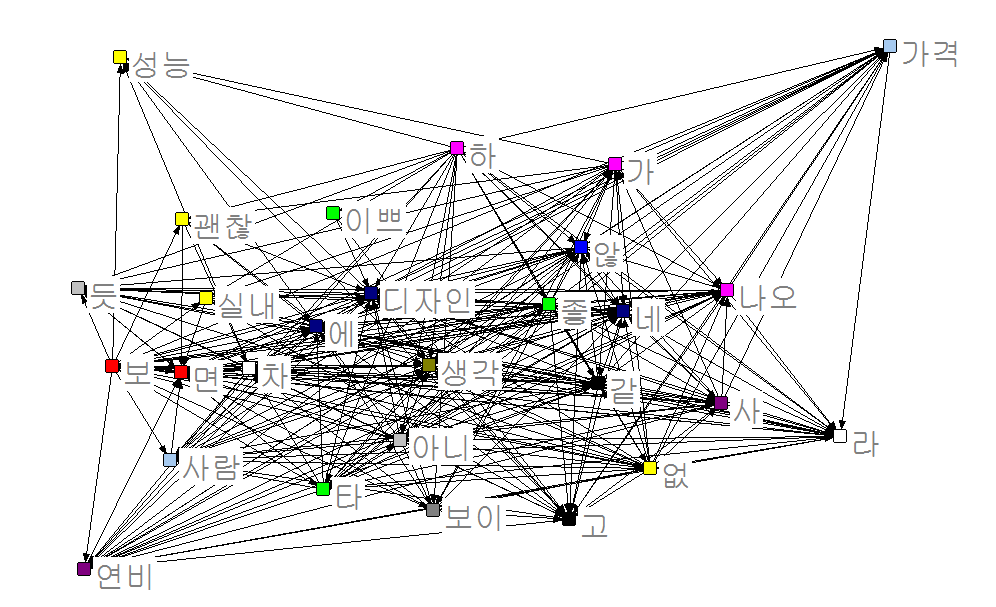 성능
가격
하
가
괜찮
이쁘
않
듯
실내
디자인
좋
네
나오
에
보
면
차
생각
같
사
아니
라
사람
없
타
보이
고
연비